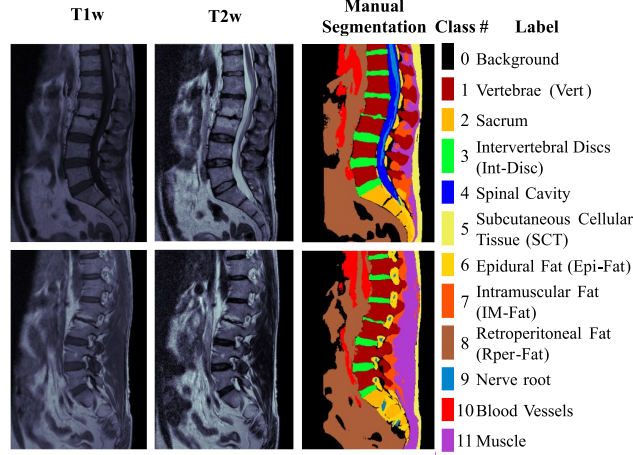 T1w T2w Manual Segmentation Class # Label
0 Background
1 Vertebrae (Vert)
2 Sacrum
3 Intervertebral Discs
(Int-Disc)
4 Spinal Cavity
5 Subcutaneous Cellular
Tissue (SCT)
6 Epidural Fat (Epi-Fat)
7 Intramuscular Fat
(IM-Fat)
8 Retroperitoneal Fat
(Rper-Fat)
9 Nerve root
10 Blood Vessels
11 Muscle